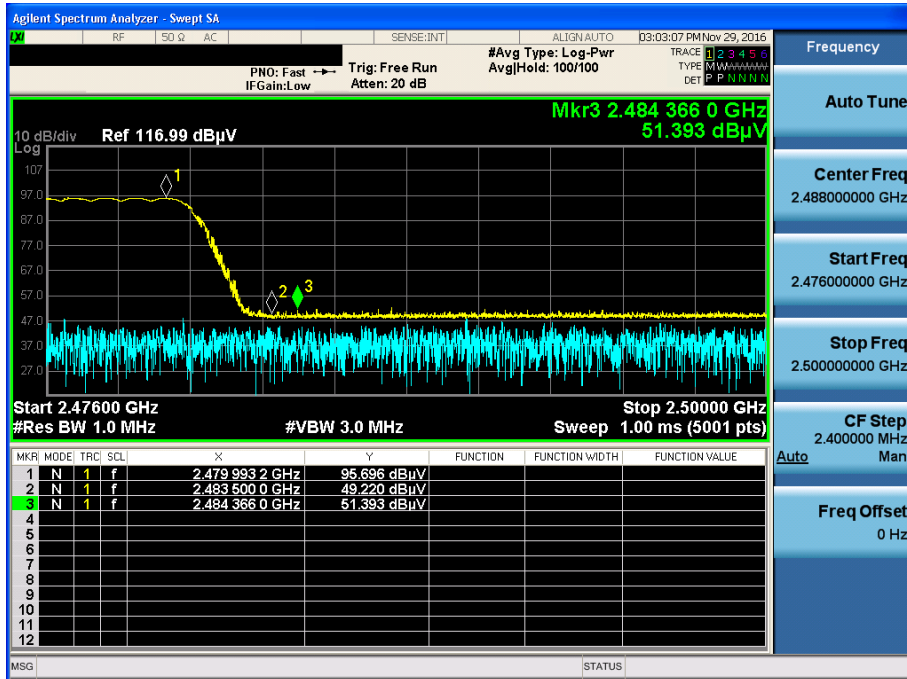 Agilent Spectrum Analyzer - Swept SA
LXI RF 50 Ω AC SENSE:INT ALIGN AUTO 03:03:07 PM Nov 29, 2016
PNO: Fast
IFGain:Low
Trig: Free Run
Atten: 20 dB
#Avg Type: Log-Pwr
Avg|Hold: 100/100
TRACE 1 2 3 4 5 6
TYPE MWWWWW
DET P P N N N N
Mkr3 2.484 366 0 GHz
51.393 dBµV
10 dB/div Ref 116.99 dBµV
Log
107
97.0
87.0
77.0
67.0
57.0
47.0
37.0
27.0
1
2
3
Start 2.47600 GHz Stop 2.50000 GHz
#Res BW 1.0 MHz #VBW 3.0 MHz Sweep 1.00 ms (5001 pts)
MKR MODE TRC SCL X Y FUNCTION FUNCTION WIDTH FUNCTION VALUE
1 N 1 f 2.479 993 2 GHz 95.696 dBµV
2 N 1 f 2.483 500 0 GHz 49.220 dBµV
3 N 1 f 2.484 366 0 GHz 51.393 dBµV
4
5
6
7
8
9
10
11
12
MSG STATUS
Frequency
Auto Tune
Center Freq
2.488000000 GHz
Start Freq
2.476000000 GHz
Stop Freq
2.500000000 GHz
CF Step
2.400000 MHz
Auto Man
Freq Offset
0 Hz